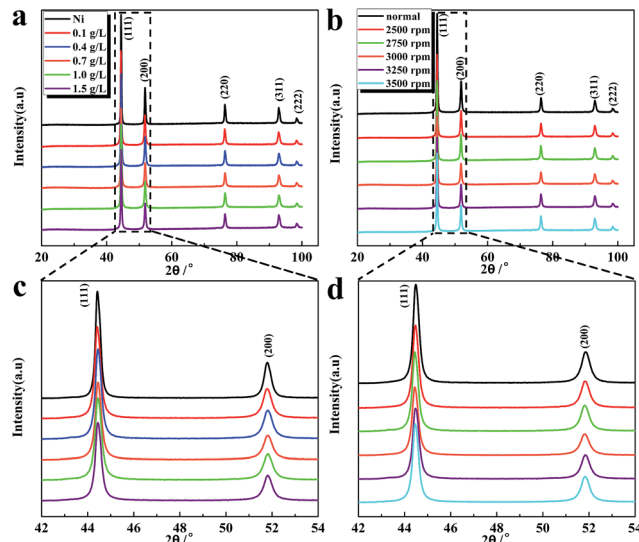 a
Intensity(a.u)
Ni
0.1 g/L
0.4 g/L
0.7 g/L
1.0 g/L
1.5 g/L
(111)
(200)
(220)
(311)
(222)
20 40 60 80 100
2θ /°
b
Intensity(a.u)
normal
2500 rpm
2750 rpm
3000 rpm
3250 rpm
3500 rpm
(111)
(200)
(220)
(311)
(222)
20 40 60 80 100
2θ /°
c
Intensity(a.u)
(111)
(200)
42 44 46 48 50 52 54
2θ /°
d
Intensity(a.u)
(111)
(200)
42 44 46 48 50 52 54
2θ /°